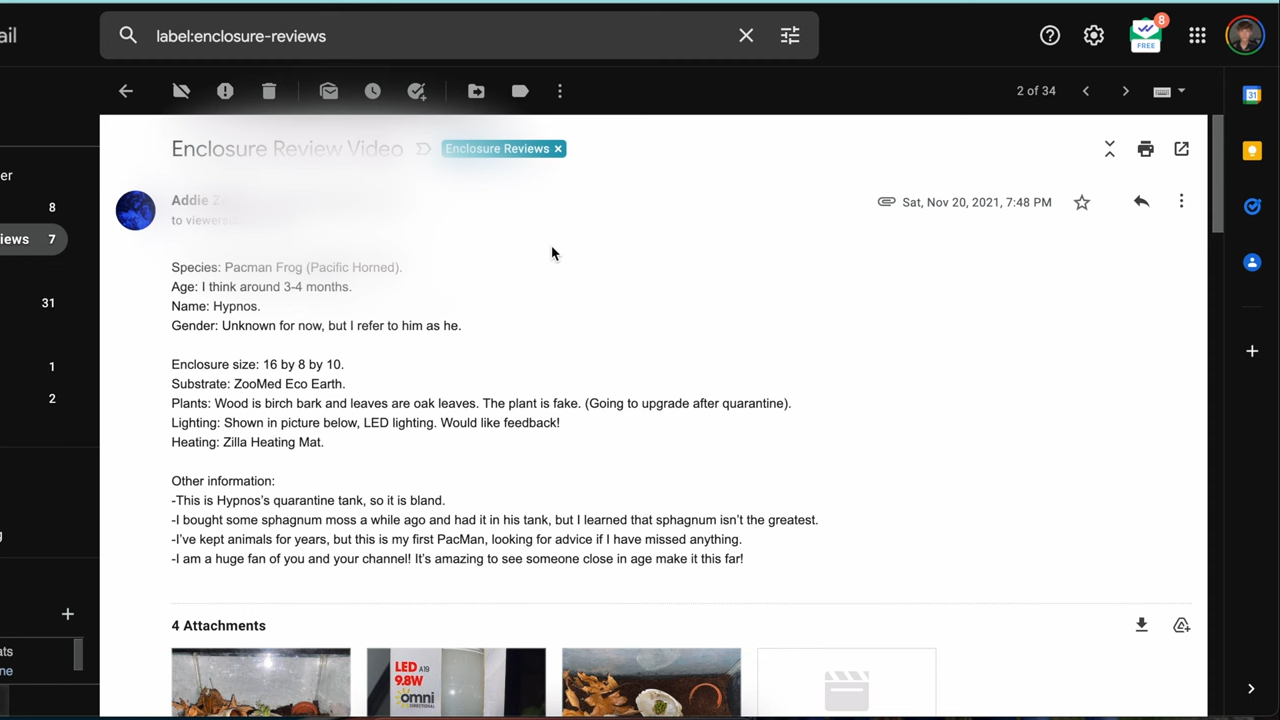 ail
label:enclosure-reviews
8
FREE
2 of 34
31
Enclosure Review Video
Enclosure Reviews ×
er
Addie
Sat, Nov 20, 2021, 7:48 PM
8
to
iews 7
Species: Pacman Frog (Pacific Horned).
Age: I think around 3-4 months.
Name: Hypnos.
31
Gender: Unknown for now, but I refer to him as he.
Enclosure size: 16 by 8 by 10.
1
Substrate: ZooMed Eco Earth.
2
Plants: Wood is birch bark and leaves are oak leaves. The plant is fake. (Going to upgrade after quarantine).
Lighting: Shown in picture below, LED lighting. Would like feedback!
Heating: Zilla Heating Mat.
Other information:
-This is Hypnos's quarantine tank, so it is bland.
-I bought some sphagnum moss a while ago and had it in his tank, but I learned that sphagnum isn't the greatest.
-I've kept animals for years, but this is my first PacMan, looking for advice if I have missed anything.
-I am a huge fan of you and your channel! It's amazing to see someone close in age make it this far!
4 Attachments
ats
ne
LED A19
9.8W
omni
DIRECTIONAL